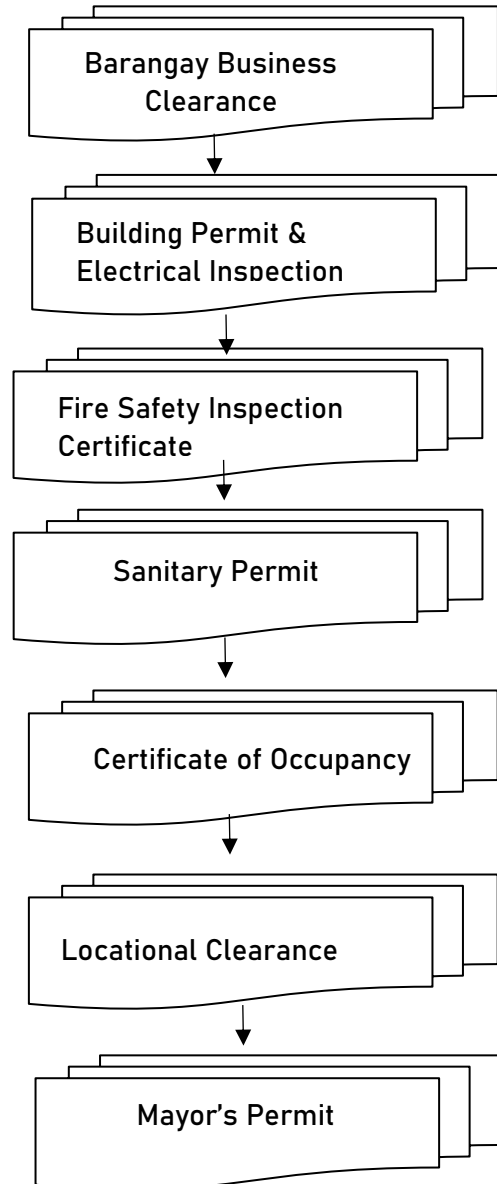 Barangay Business
Clearance
Building Permit &
Electrical Inspection
Fire Safety Inspection
Certificate
Sanitary Permit
Certificate of Occupancy
Locational Clearance
Mayor's Permit